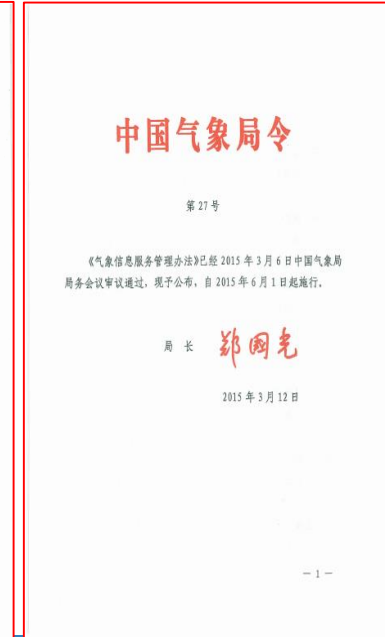 中国气象局令
第27号
《气象信息服务管理办法》已经2015年3月6日中国气象局
局务会议审议通过，现予公布，自2015年6月1日起施行。
局 长 郑国光
2015年3月12日
— 1 —